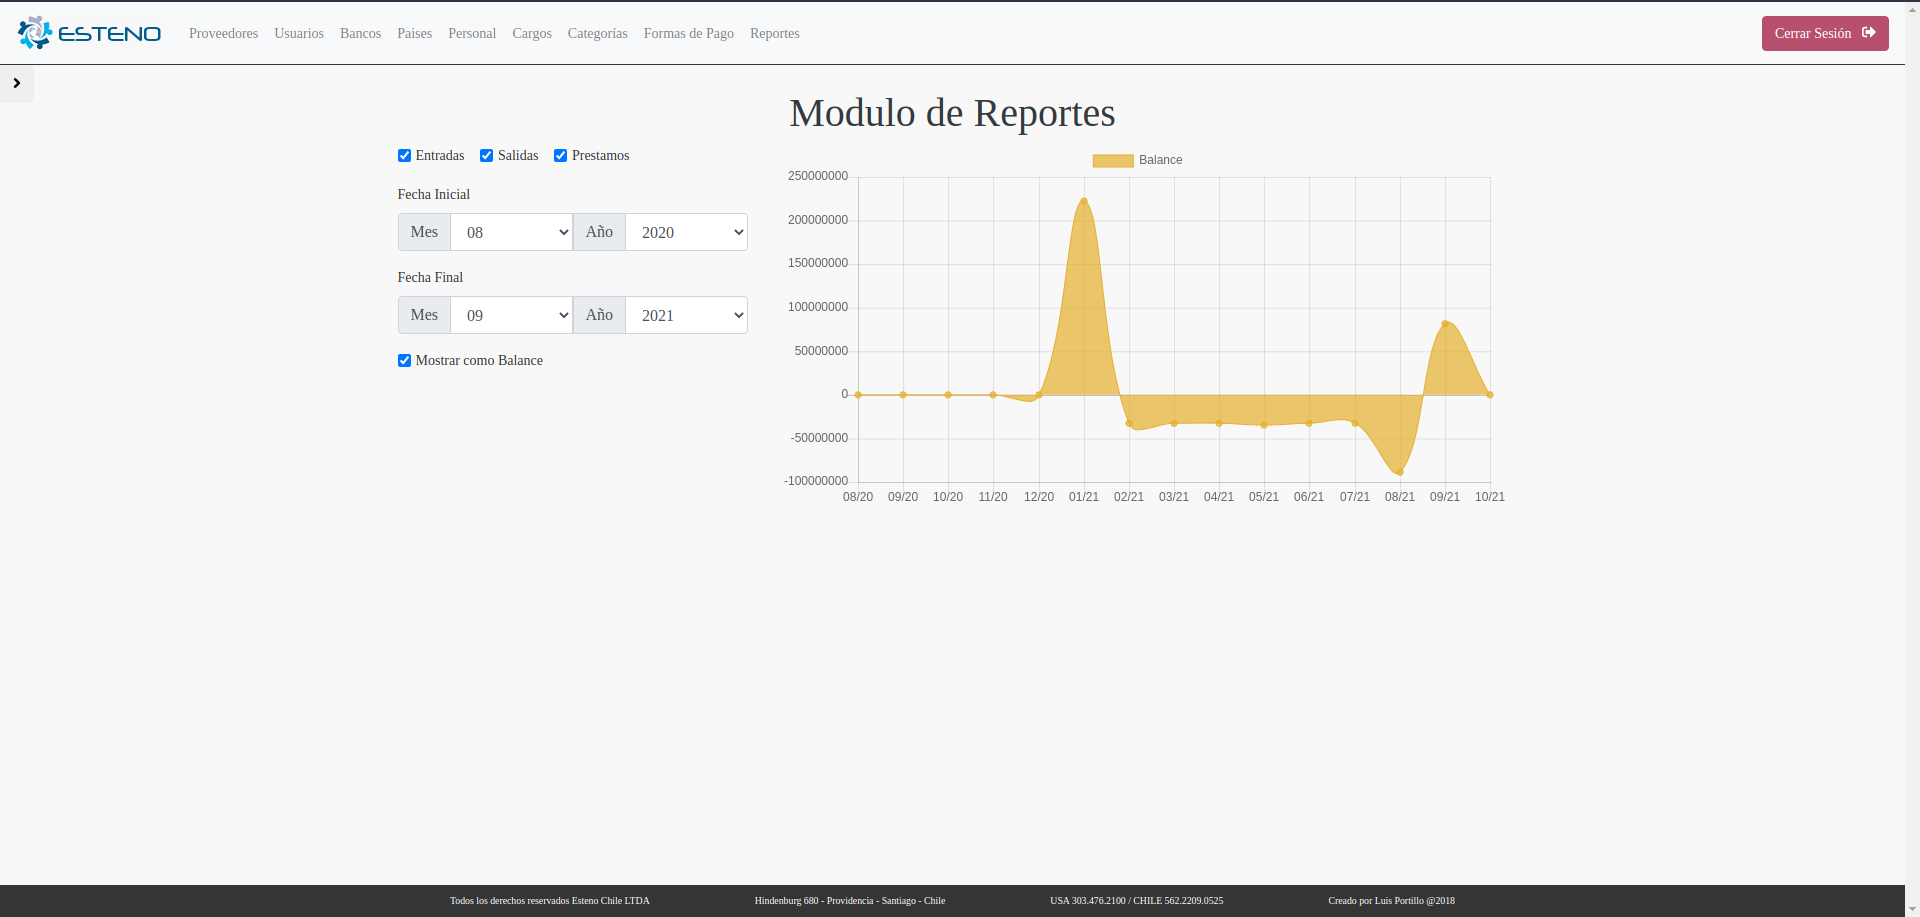 ESTENO Proveedores Usuarios Bancos Paises Personal Cargos Categorías Formas de Pago Reportes Cerrar Sesión
Modulo de Reportes
Entradas Salidas Prestamos
Fecha Inicial
Mes 08 Año 2020
Fecha Final
Mes 09 Año 2021
Mostrar como Balance
Balance
250000000
200000000
150000000
100000000
50000000
0
-50000000
-100000000
08/20 09/20 10/20 11/20 12/20 01/21 02/21 03/21 04/21 05/21 06/21 07/21 08/21 09/21 10/21
Todos los derechos reservados Esteno Chile LTDA Hindenburg 680 - Providencia - Santiago - Chile USA 303.476.2100 / CHILE 562.2209.0525 Creado por Luis Portillo @2018